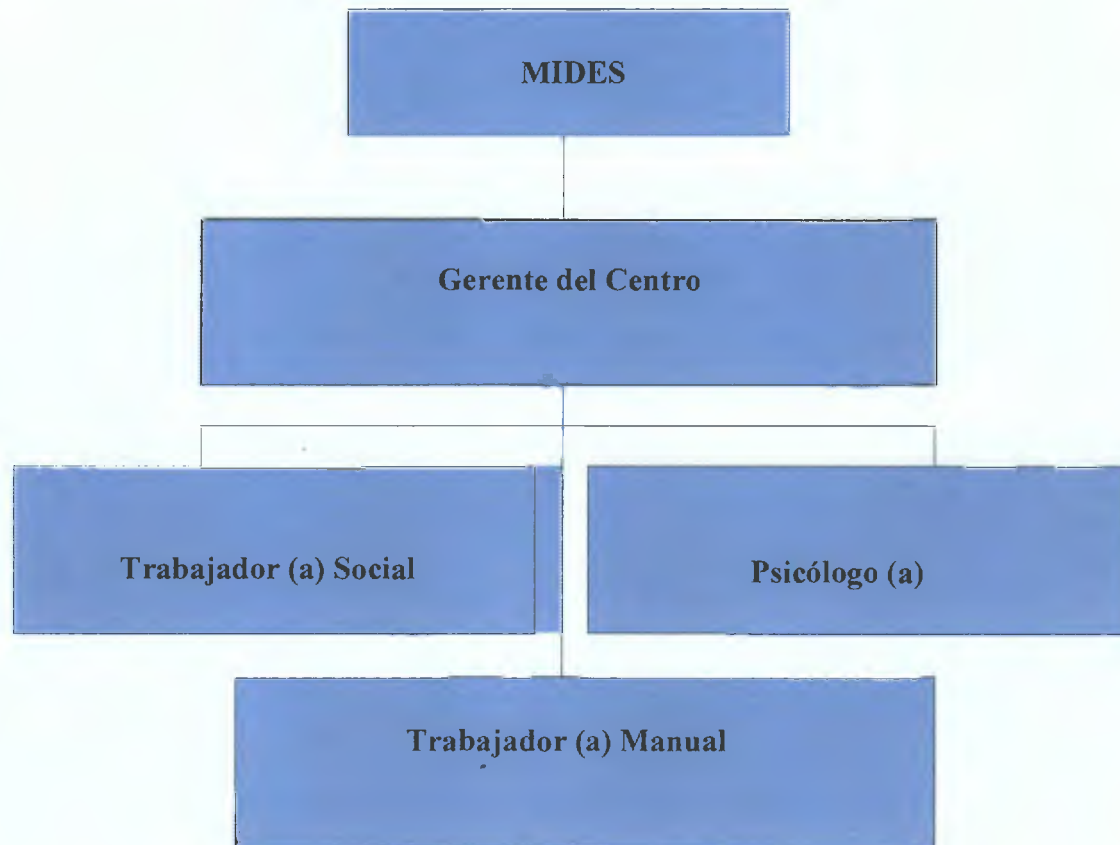 MIDES
Gerente del Centro
Trabajador (a) Social
Psicólogo (a)
Trabajador (a) Manual